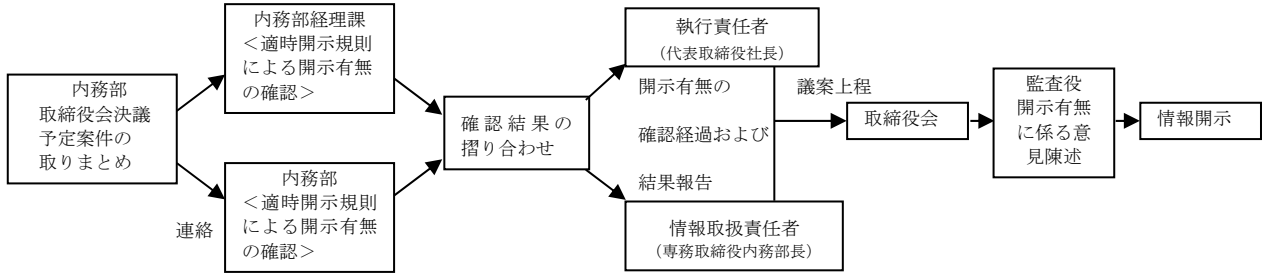 内務部
取締役会決議
予定案件の
取りまとめ
内務部経理課
＜適時開示規則
による開示有無
の確認＞
連絡
内務部
＜適時開示規則
による開示有無
の確認＞
確認結果の
摺り合わせ
執行責任者
（代表取締役社長）
開示有無の
確認経過および
結果報告
情報取扱責任者
（専務取締役内務部長）
議案上程
取締役会
監査役
開示有無
に係る意
見陳述
情報開示